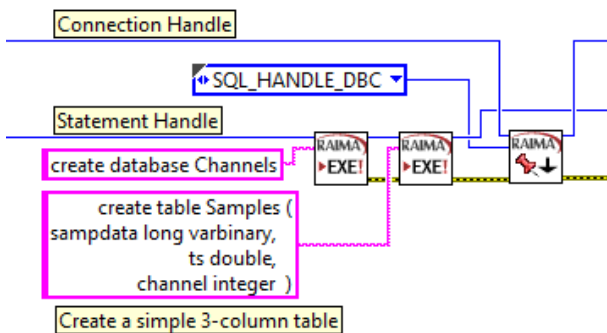 Connection Handle
SQL_HANDLE_DBC
Statement Handle
RAIMA
EXE!
RAIMA
EXE!
RAIMA
create database Channels
create table Samples (
sampdata long varbinary,
ts double,
channel integer )
Create a simple 3-column table